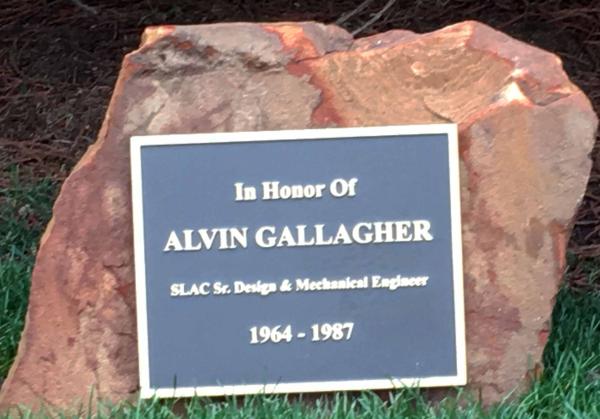 In Honor Of
ALVIN GALLAGHER
SLAC Sr. Design & Mechanical Engineer
1964 - 1987